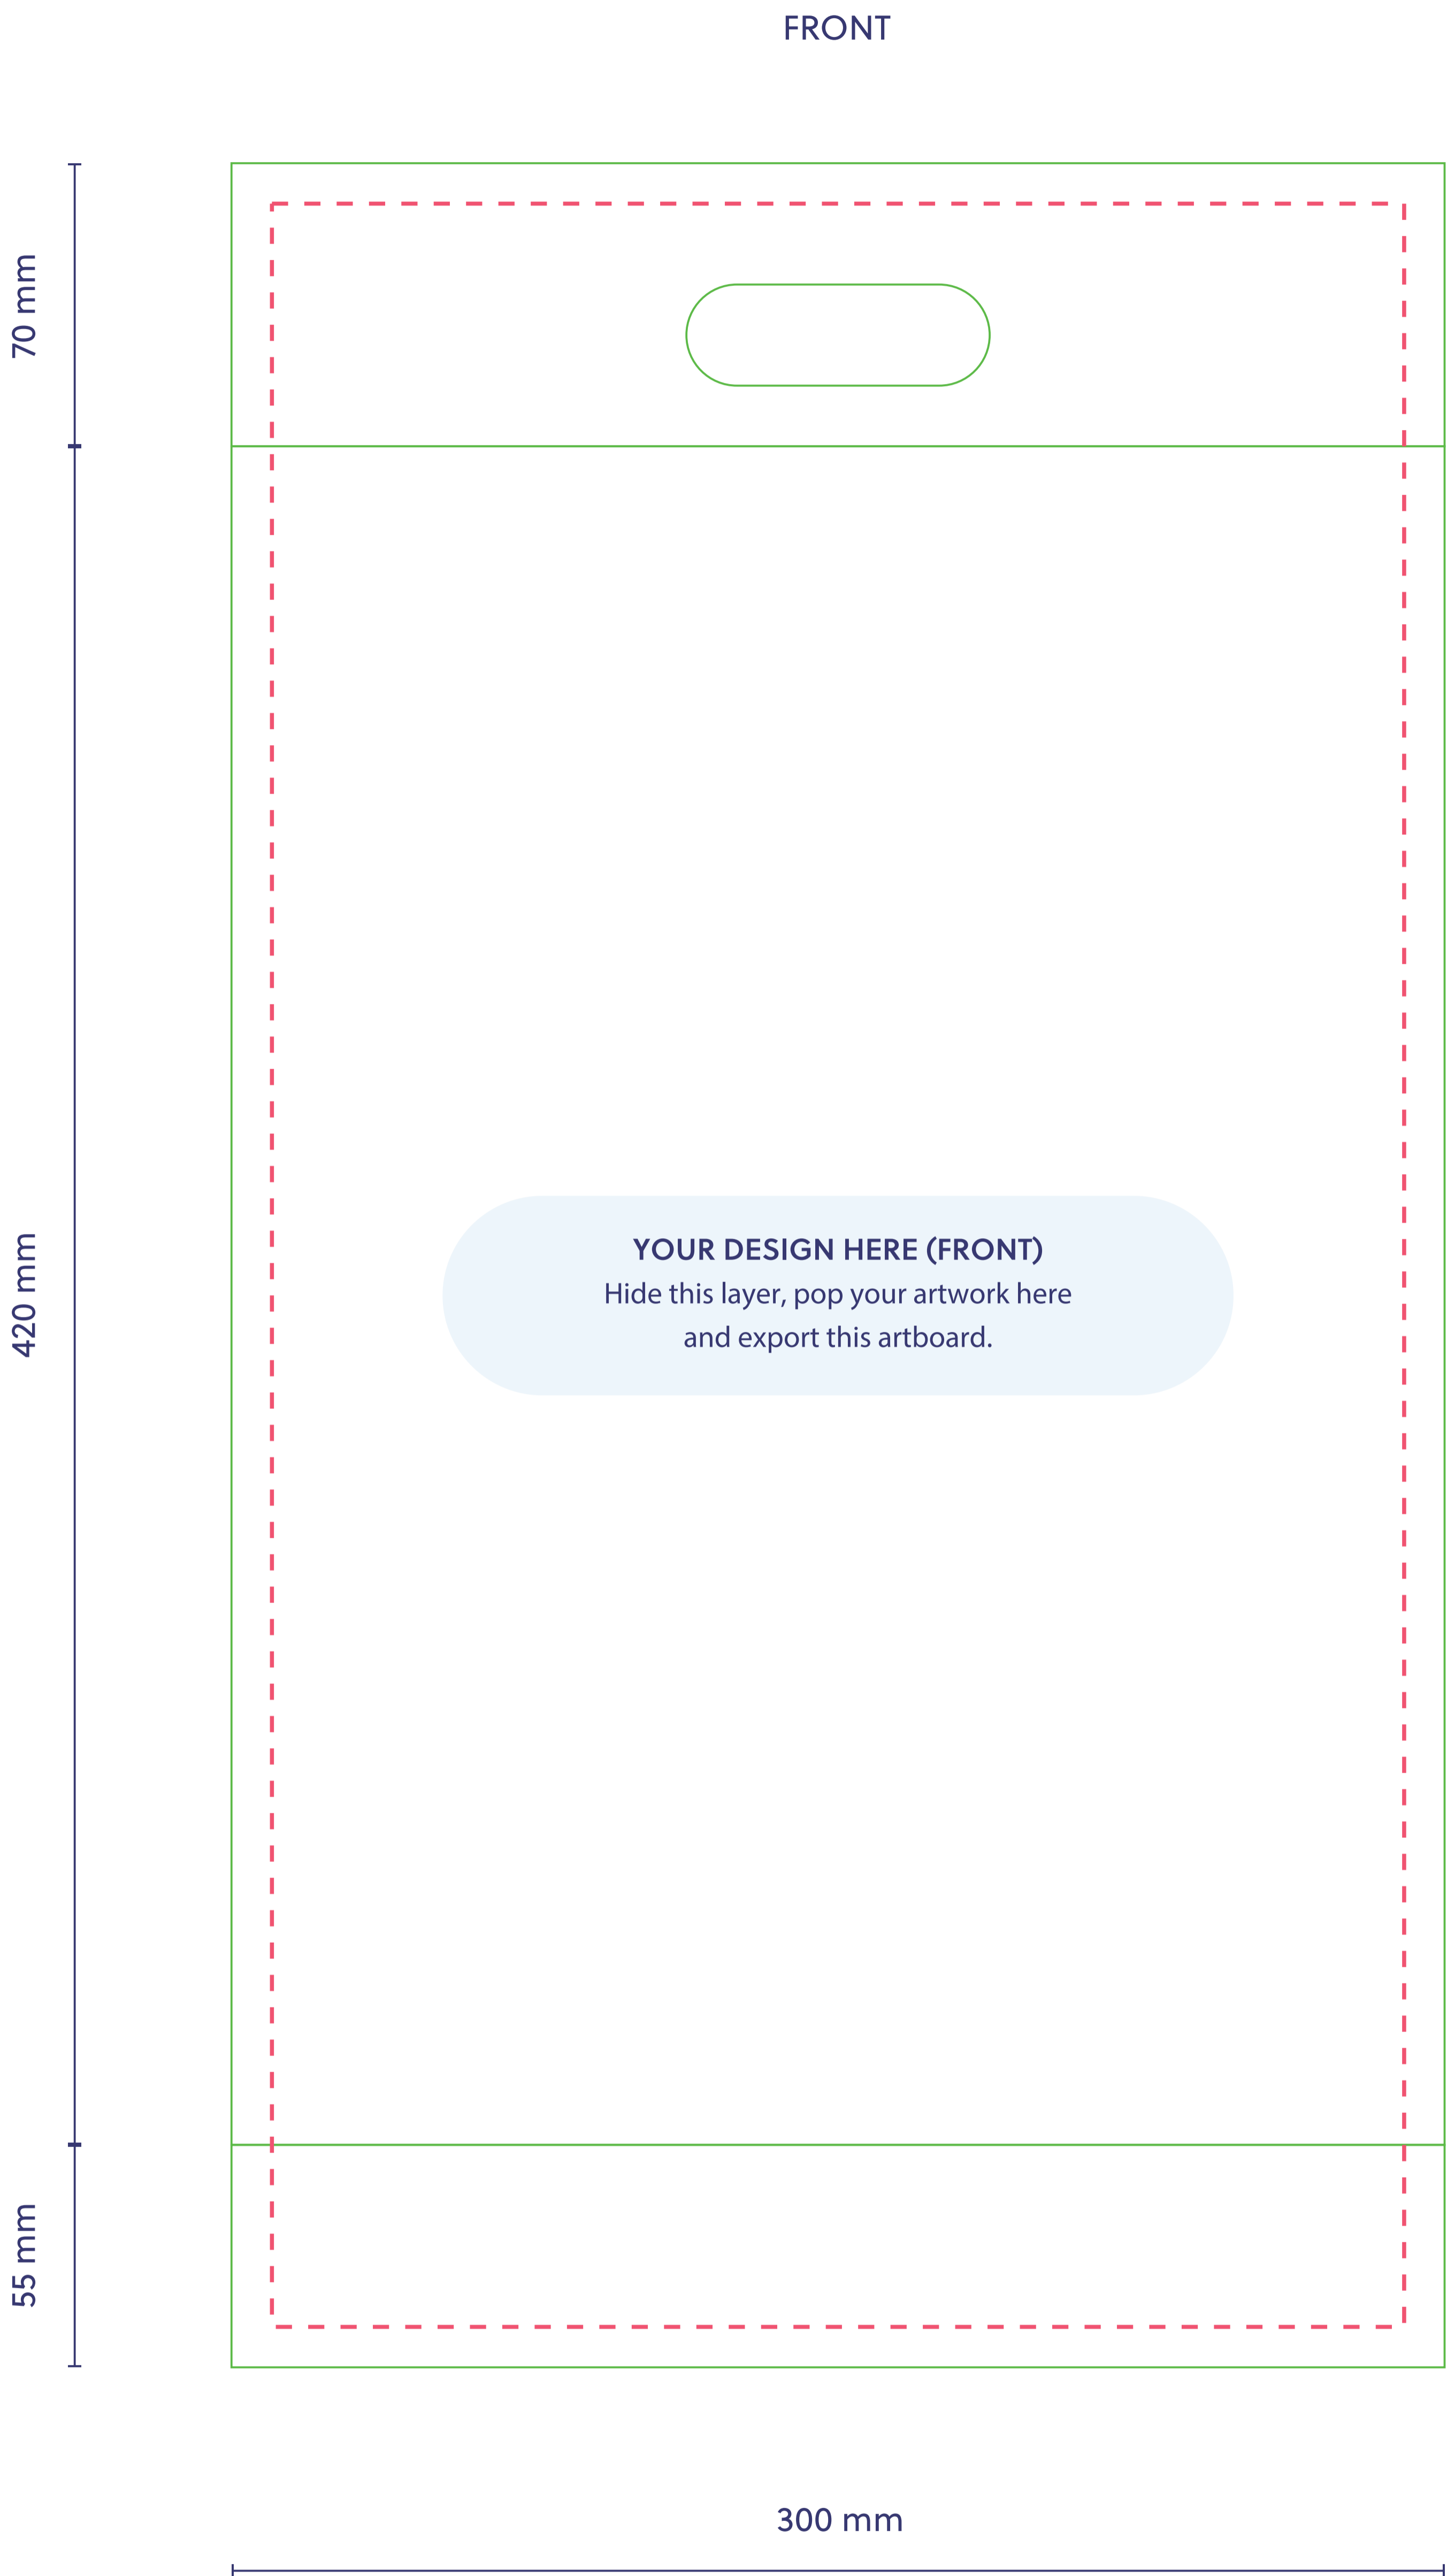 FRONT
70 mm
420 mm
YOUR DESIGN HERE (FRONT)
Hide this layer, pop your artwork here
and export this artboard.
55 mm
300 mm